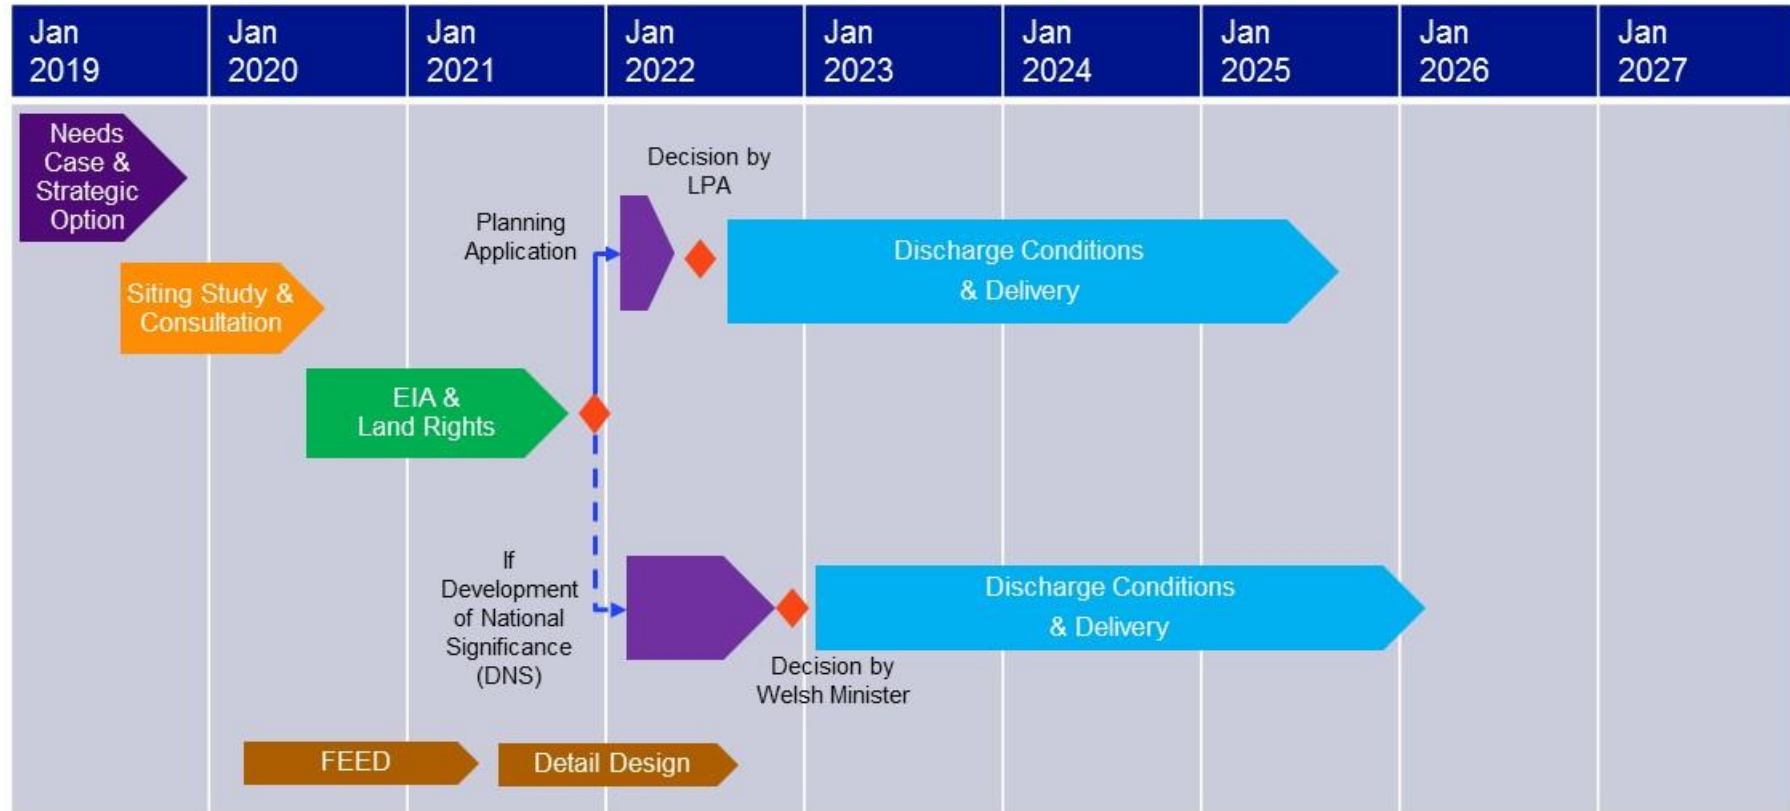 Jan
2019
Jan
2020
Jan
2021
Jan
2022
Jan
2023
Jan
2024
Jan
2025
Jan
2026
Jan
2027
Needs
Case &
Strategic
Option
Siting Study &
Consultation
EIA &
Land Rights
Planning
Application
Decision by
LPA
Discharge Conditions
& Delivery
If
Development
of National
Significance
(DNS)
Decision by
Welsh Minister
Discharge Conditions
& Delivery
FEED
Detail Design